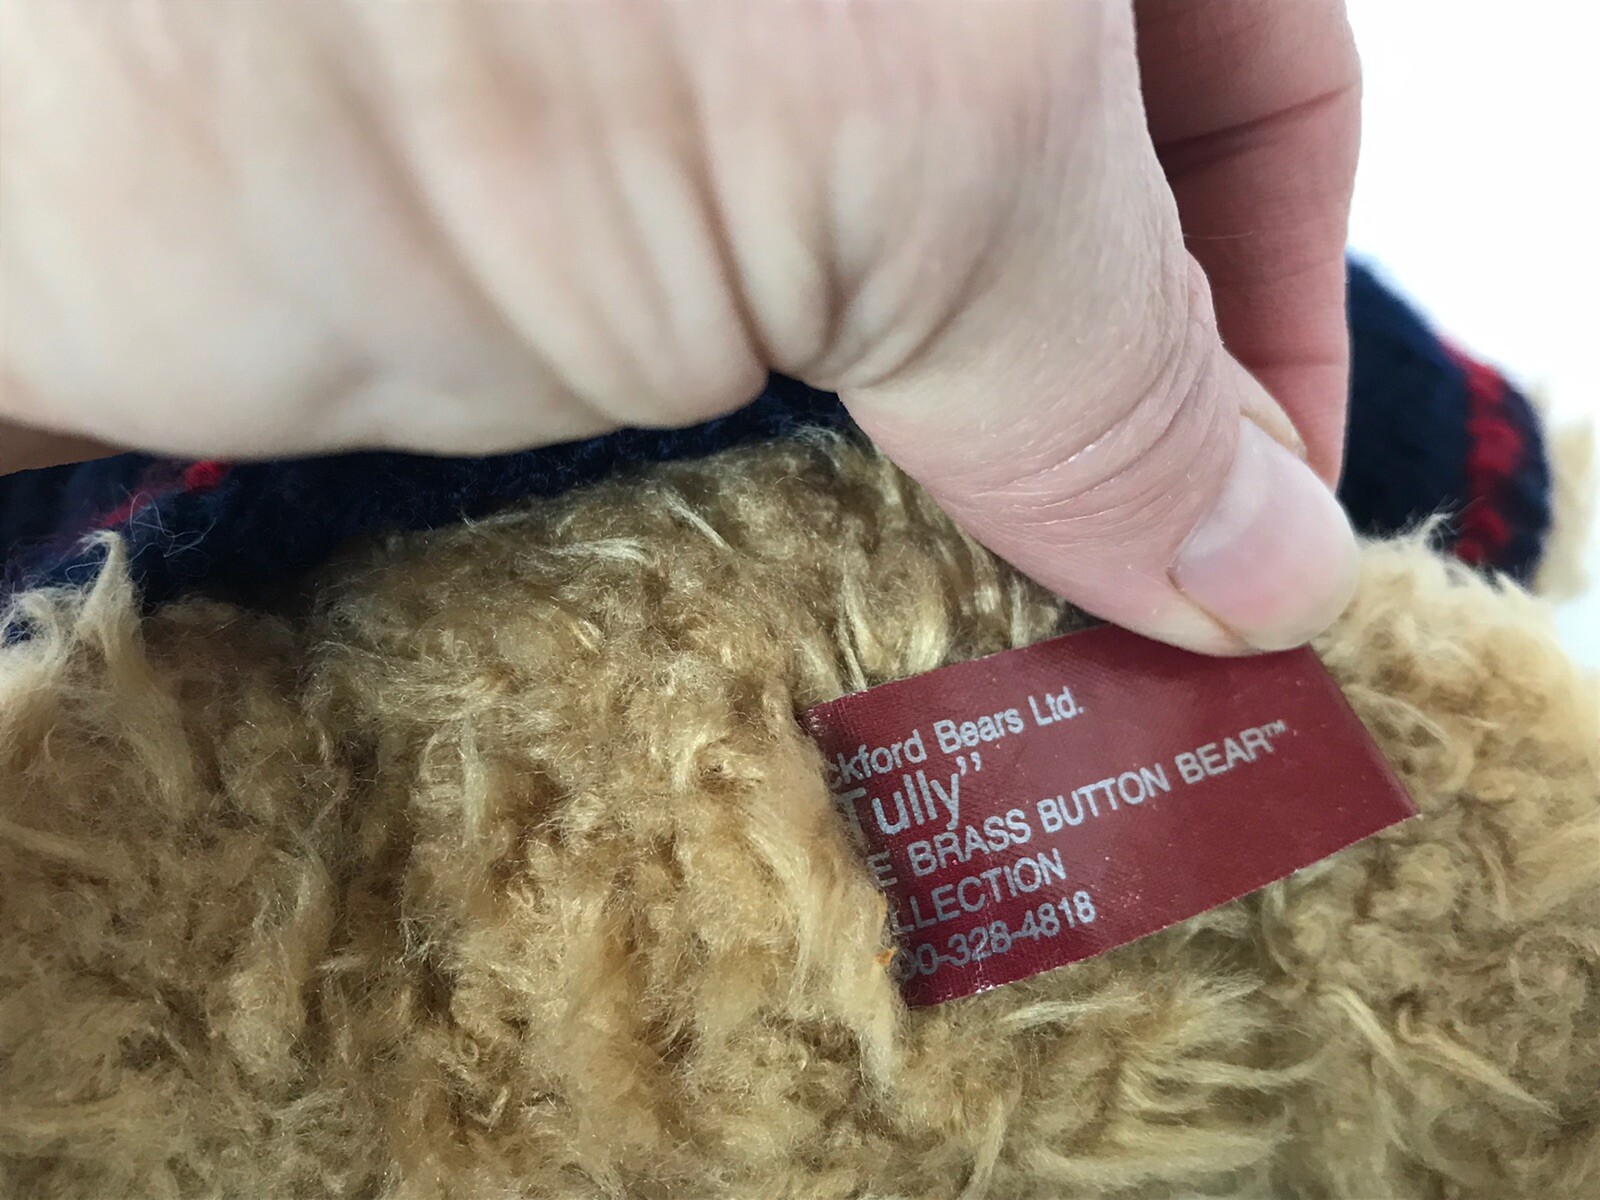 ckford Bears Ltd.
Tully"
E BRASS BUTTON BEAR™
LLECTION
00-328-4818